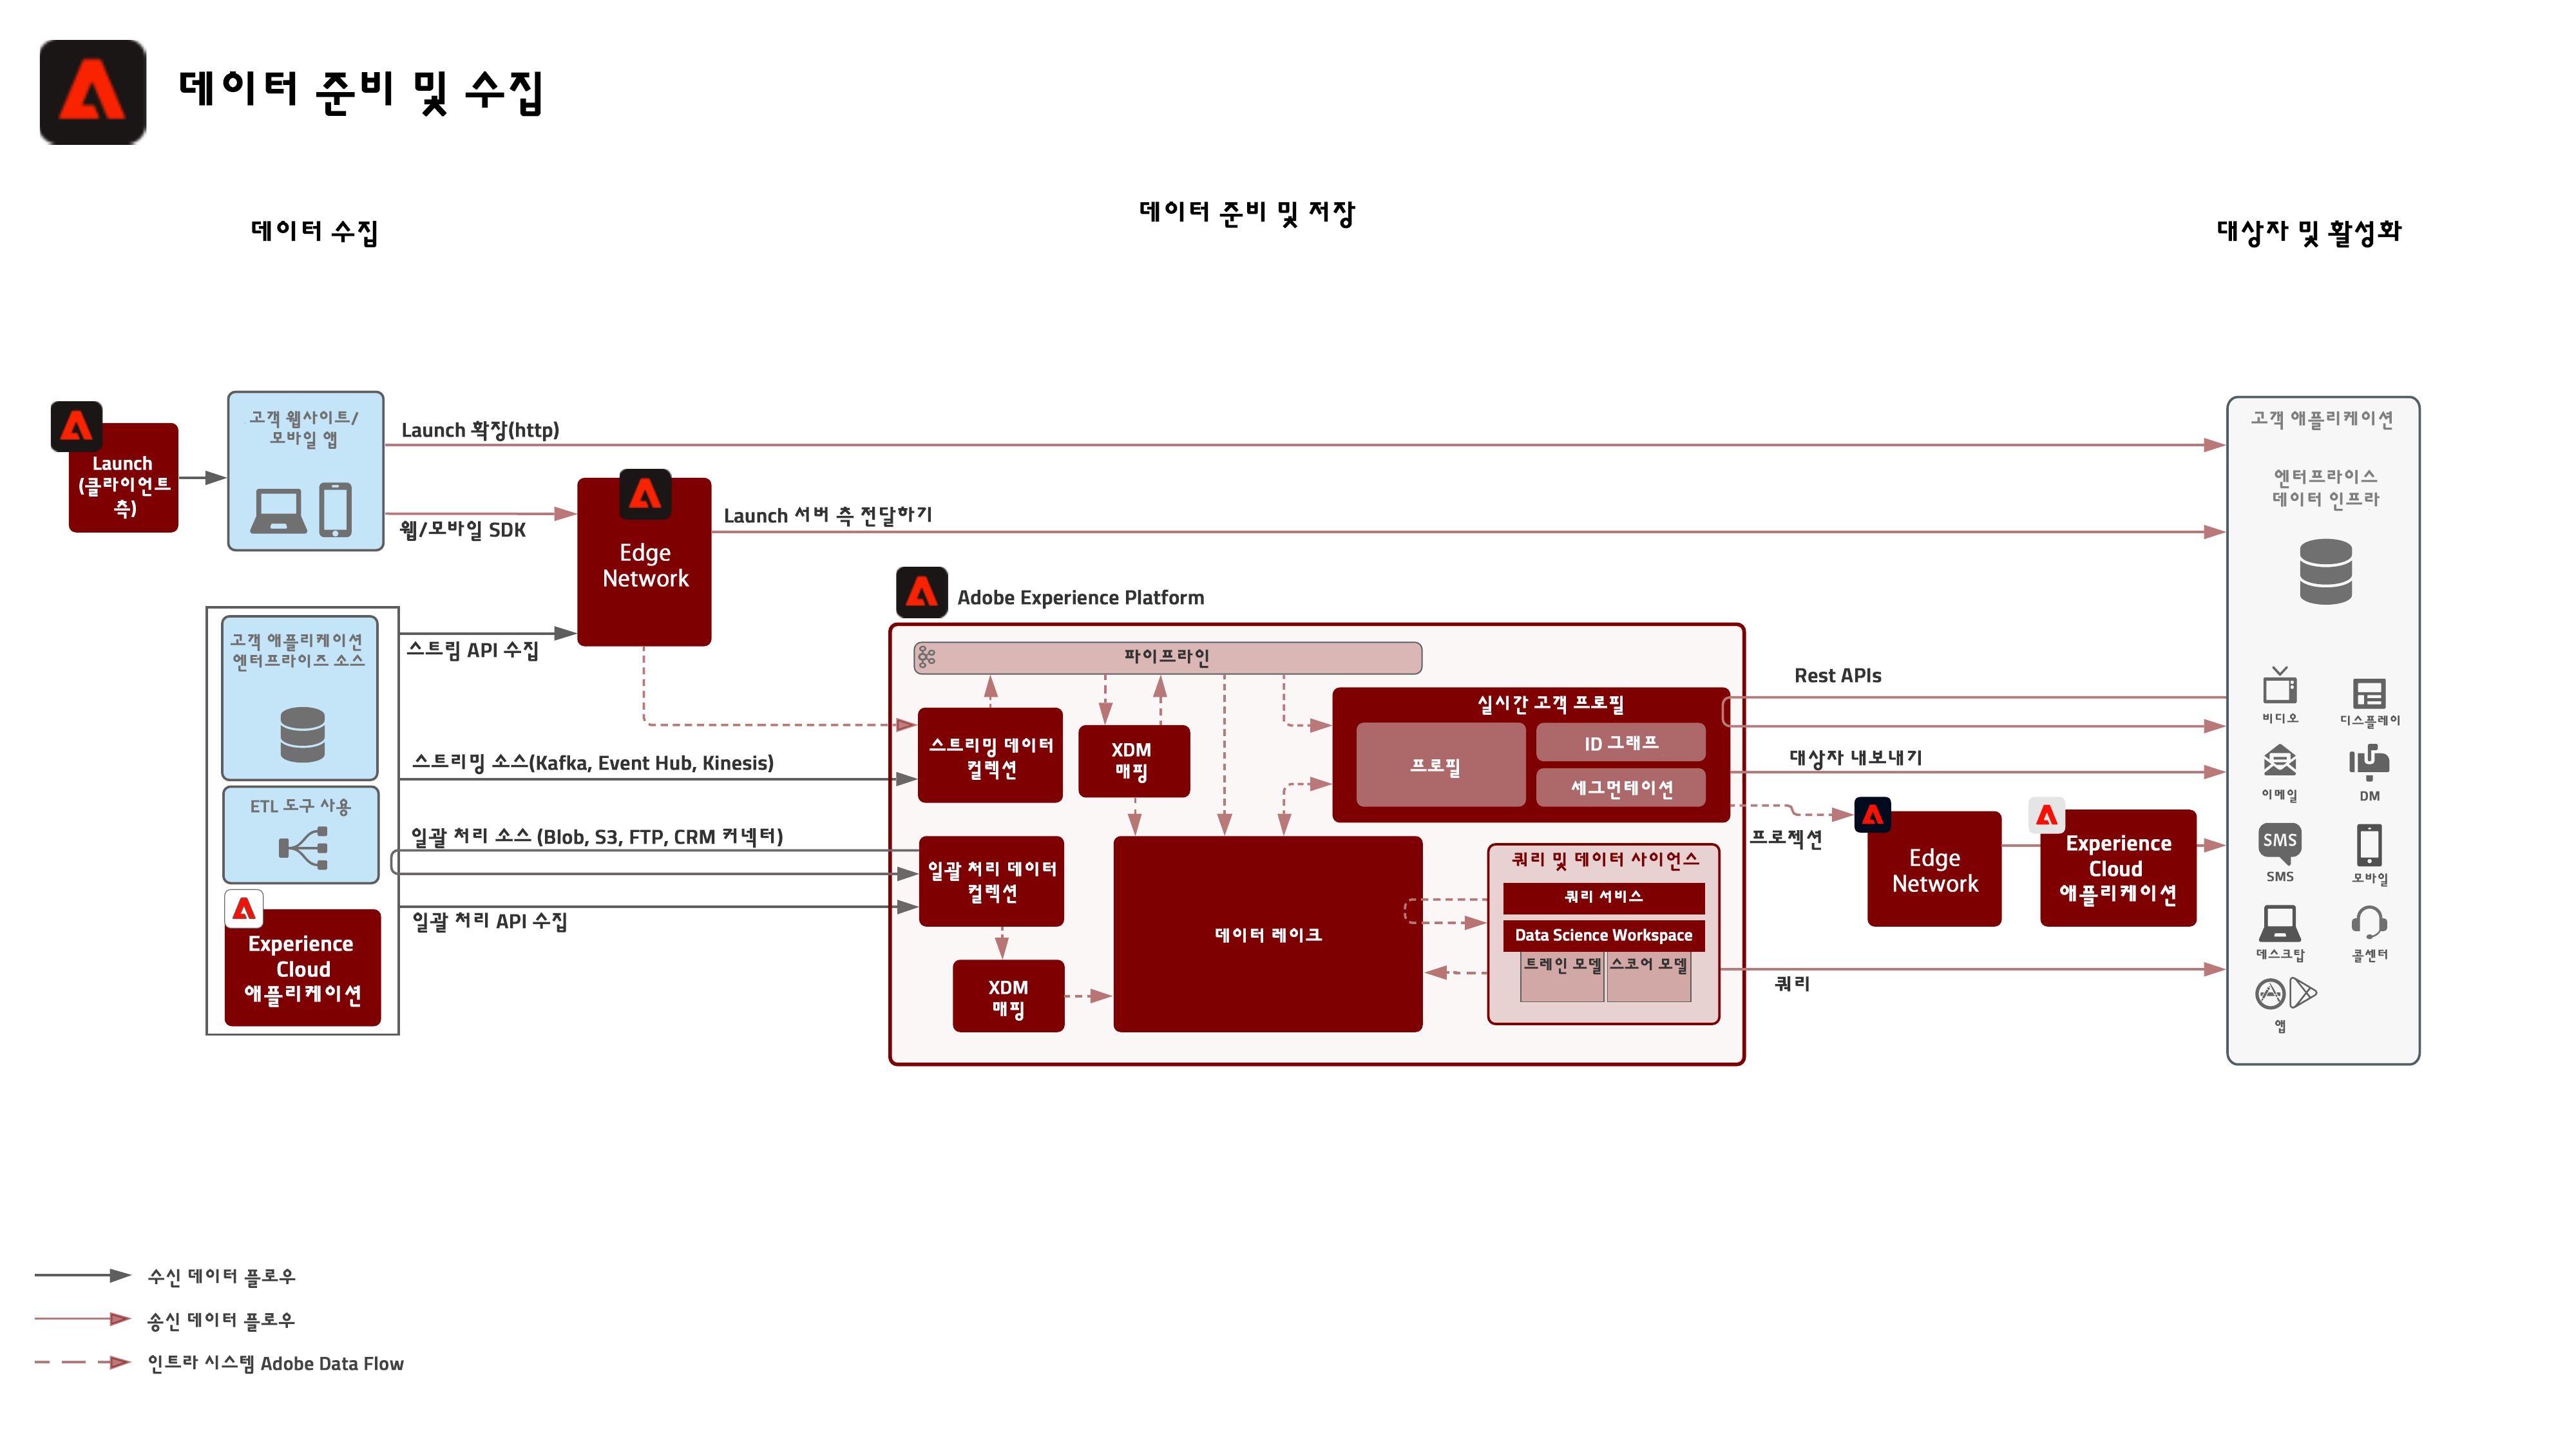 데이터 준비 및 수집
데이터 수집
데이터 준비 및 저장
대상자 및 활성화
Launch
(클라이언트
측)
고객 웹사이트/
모바일 앱
Launch 확장(http)
웹/모바일 SDK
Edge
Network
Launch 서버 측 전달하기
고객 애플리케이션
엔터프라이즈 소스
ETL 도구 사용
Experience
Cloud
애플리케이션
스트림 API 수집
스트리밍 소스(Kafka, Event Hub, Kinesis)
일괄 처리 소스 (Blob, S3, FTP, CRM 커넥터)
일괄 처리 API 수집
Adobe Experience Platform
파이프라인
스트리밍 데이터
컬렉션
XDM
매핑
실시간 고객 프로필
프로필
ID 그래프
세그먼테이션
일괄 처리 데이터
컬렉션
XDM
매핑
데이터 레이크
쿼리 및 데이터 사이언스
쿼리 서비스
Data Science Workspace
트레인 모델
스코어 모델
Rest APIs
대상자 내보내기
프로젝션
Edge
Network
Experience
Cloud
애플리케이션
쿼리
고객 애플리케이션
엔터프라이스
데이터 인프라
비디오
디스플레이
이메일
DM
SMS
SMS
모바일
데스크탑
콜센터
앱
수신 데이터 플로우
송신 데이터 플로우
인트라 시스템 Adobe Data Flow